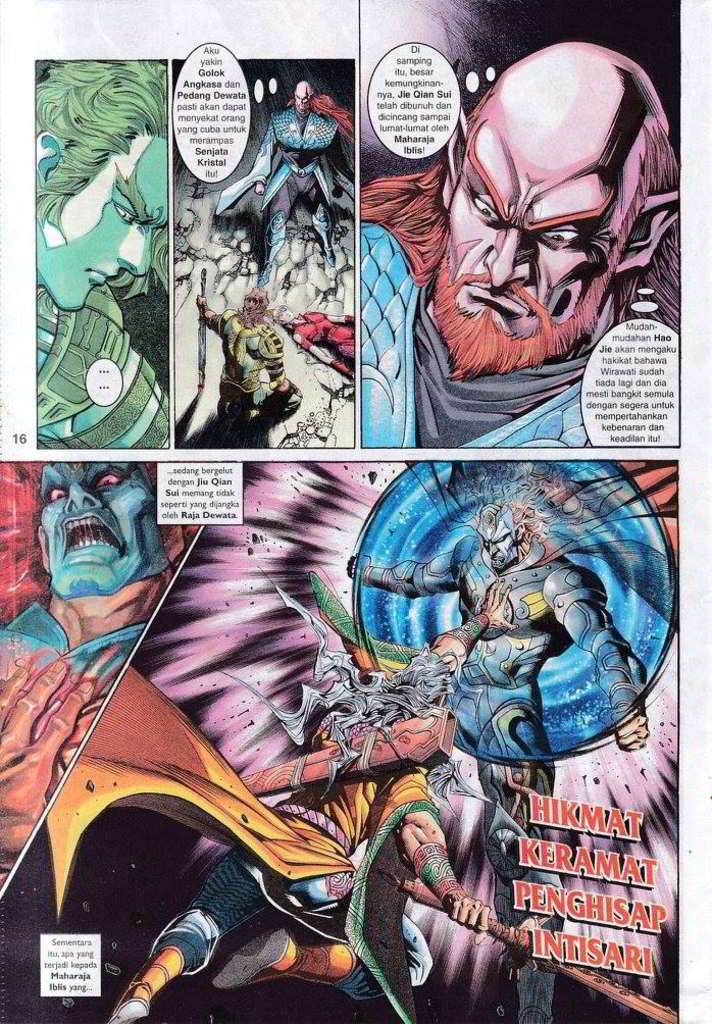 Aku
yakin
Golok
Angkasa dan
Pedang Dewata
pasti akan dapat
menyekat orang
yang cuba untuk
merampas
Senjata
Kristal
itu!
Di
samping
itu, besar
kemungkinan-
nya, Jie Qian Sui
telah dibunuh dan
dicincang sampai
lumat-lumat oleh
Maharaja
Iblis!
...
...
Mudah-
mudahan Hao
Jie akan mengaku
hakikat bahawa
Wirawati sudah
tiada lagi dan dia
mesti bangkit semula
dengan segera untuk
mempertahankan
kebenaran dan
keadilan itu!
16
...sedang bergelut
dengan Jiu Qian
Sui memang tidak
seperti yang dijangka
oleh Raja Dewata.
HIKMAT
KERAMAT
PENGHISAP
INTISARI
Sementara
itu, apa yang
terjadi kepada
Maharaja
Iblis yang...